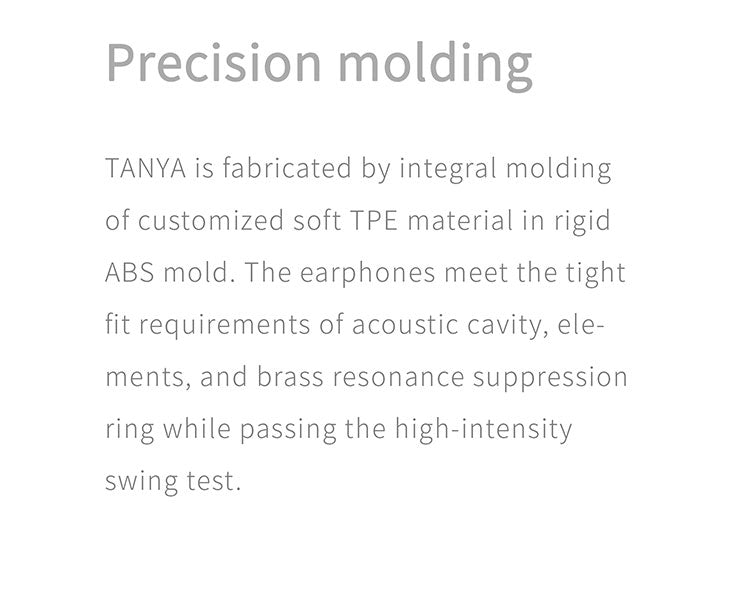 Precision molding
TANYA is fabricated by integral molding
of customized soft TPE material in rigid
ABS mold. The earphones meet the tight
fit requirements of acoustic cavity, ele-
ments, and brass resonance suppression
ring while passing the high-intensity
swing test.